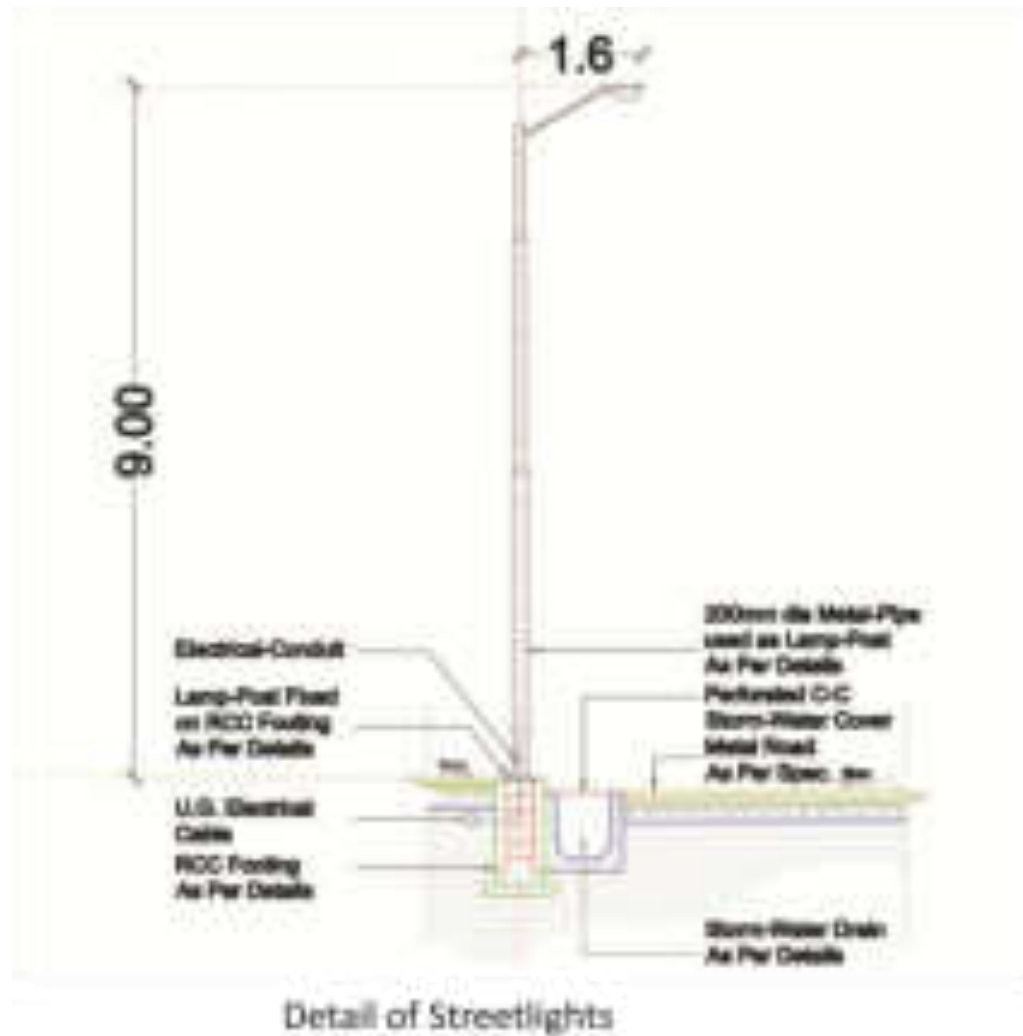 1.6
9.00
Electrical-Conduit
Lamp-Post Fixed
on RCC Footing
As Per Details
U.G. Electrical
Cable
RCC Footing
As Per Details
200mm dia Metal-Pipe
used as Lamp-Post
As Per Details
Perforated C-C
Storm-Water Cover
Metal Road
As Per Spec.
Storm-Water Drain
As Per Details
Detail of Streetlights